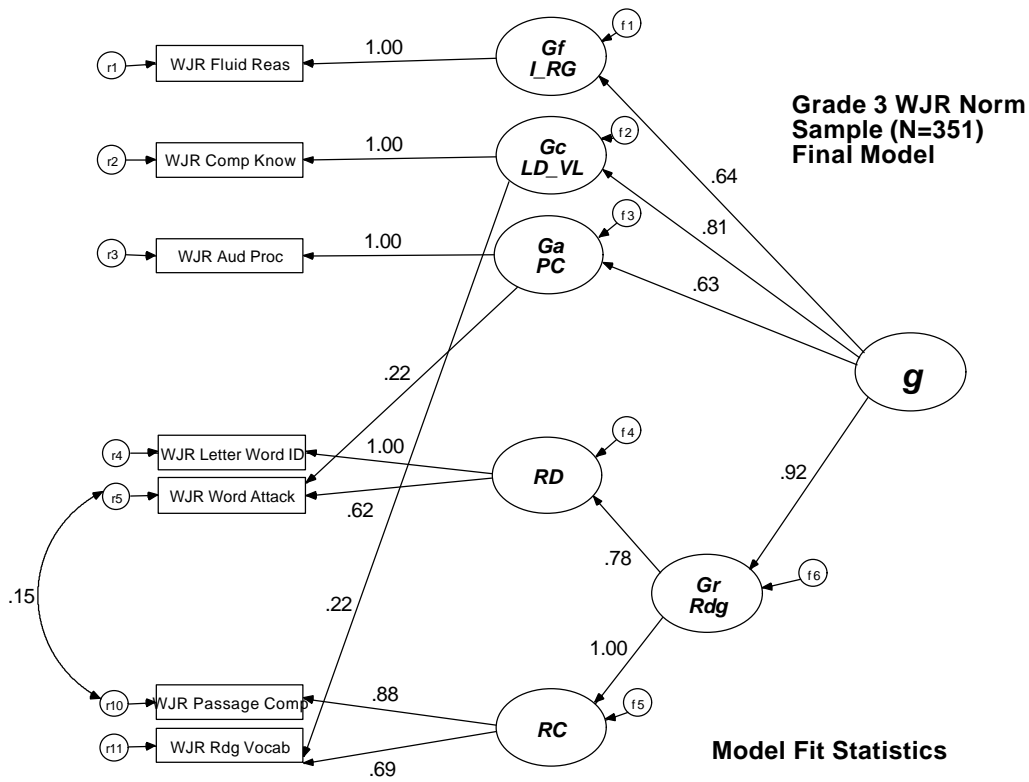 f1
Gf
I_RG
1.00
r1
WJR Fluid Reas
Grade 3 WJR Norm
Sample (N=351)
Final Model
f2
Gc
LD_VL
1.00
r2
WJR Comp Know
.64
.81
f3
Ga
PC
1.00
r3
WJR Aud Proc
.63
g
.22
f4
r4
WJR Letter Word ID
1.00
RD
r5
WJR Word Attack
.62
.92
.78
f6
Gr
Rdg
.15
.22
1.00
r10
WJR Passage Comp
.88
f5
RC
r11
WJR Rdg Vocab
.69
Model Fit Statistics